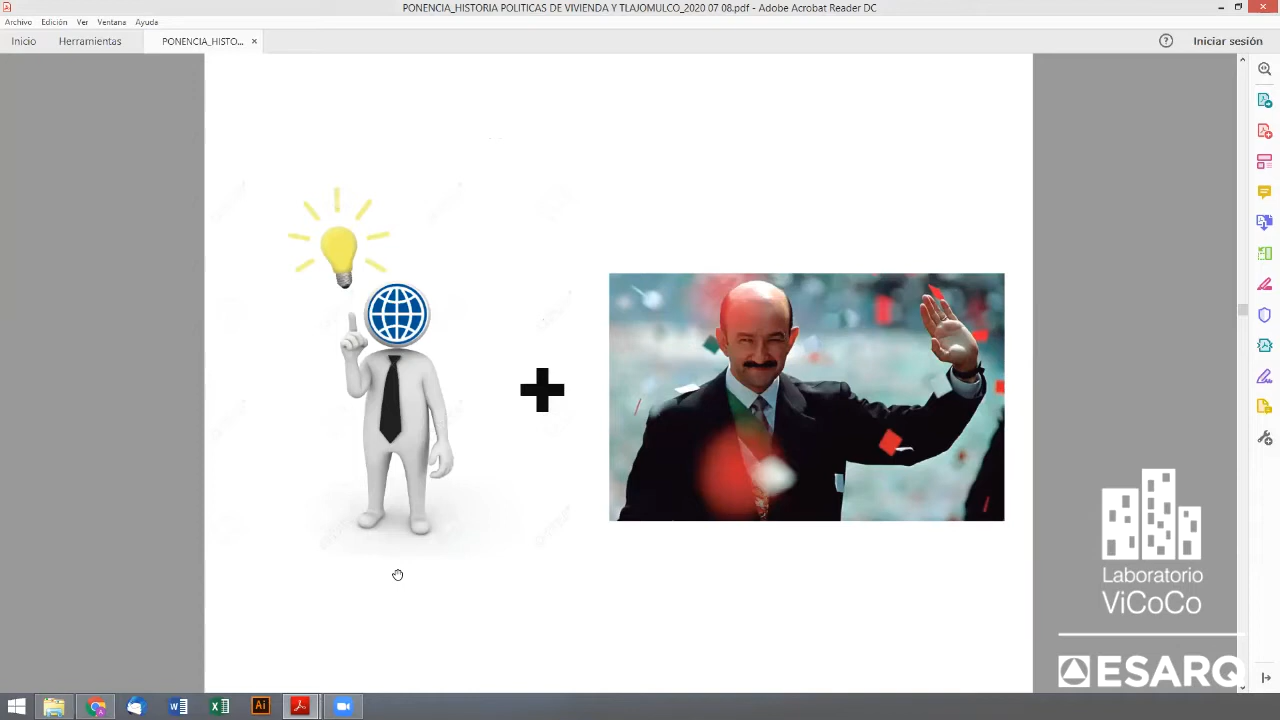 PONENCIA_HISTORIA POLITICAS DE VIVIENDA Y TLAJOMULCO_2020 07 08.pdf - Adobe Acrobat Reader DC
Archivo Edición Ver Ventana Ayuda
Inicio Herramientas PONENCIA_HISTO... × ? Iniciar sesión
Laboratorio
ViCoCo
ESARQ
Ai